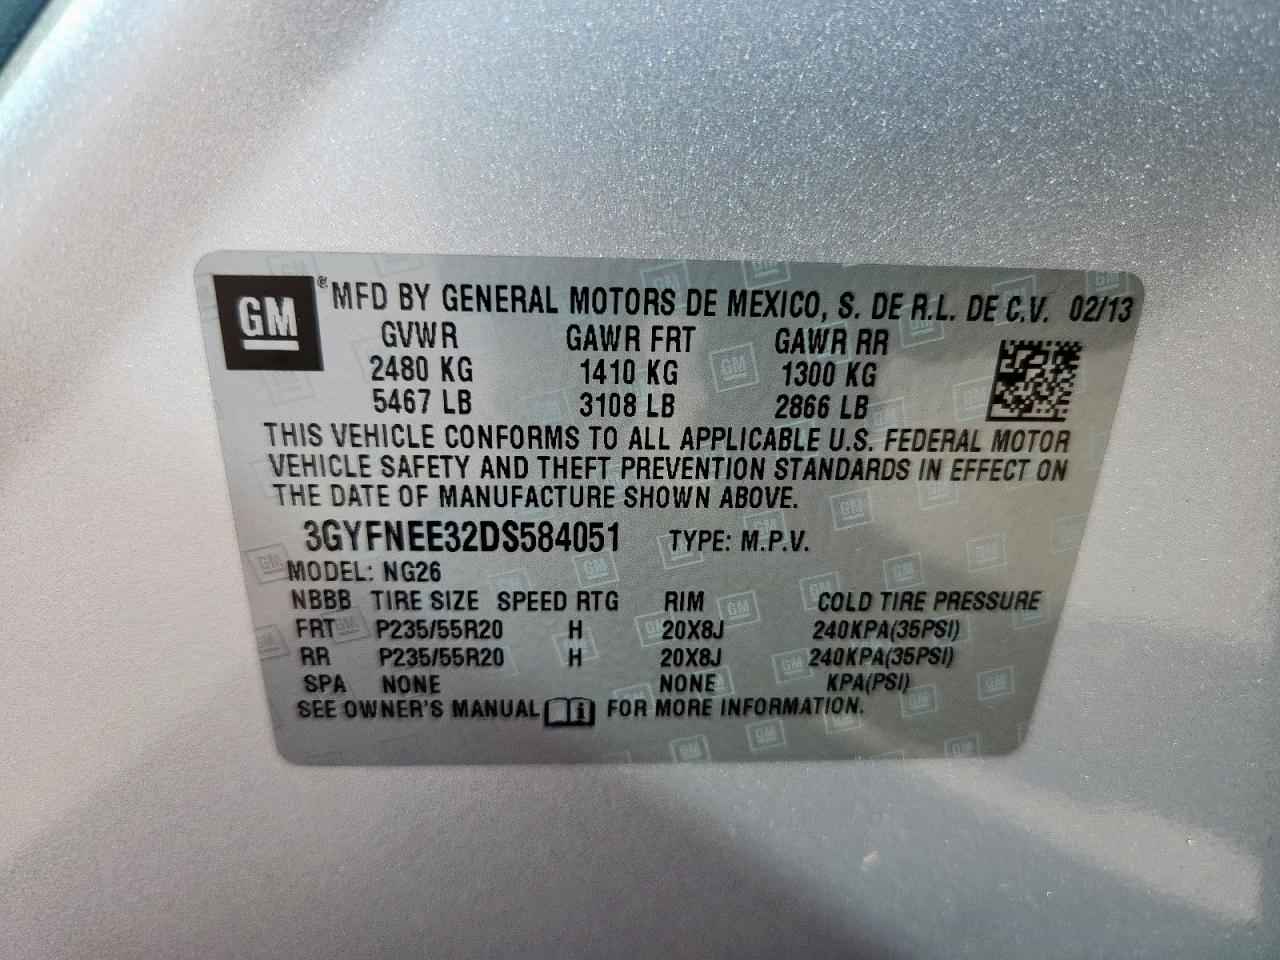 GM ® MFD BY GENERAL MOTORS DE MEXICO, S. DE R.L. DE C.V. 02/13
GVWR GAWR FRT GAWR RR
2480 KG 1410 KG 1300 KG
5467 LB 3108 LB 2866 LB
THIS VEHICLE CONFORMS TO ALL APPLICABLE U.S. FEDERAL MOTOR
VEHICLE SAFETY AND THEFT PREVENTION STANDARDS IN EFFECT ON
THE DATE OF MANUFACTURE SHOWN ABOVE.
3GYFNEE32DS584051 TYPE: M.P.V.
MODEL: NG26
NBBB TIRE SIZE SPEED RTG RIM COLD TIRE PRESSURE
FRT P235/55R20 H 20X8J 240KPA(35PSI)
RR P235/55R20 H 20X8J 240KPA(35PSI)
SPA NONE NONE KPA(PSI)
SEE OWNER'S MANUAL i FOR MORE INFORMATION.